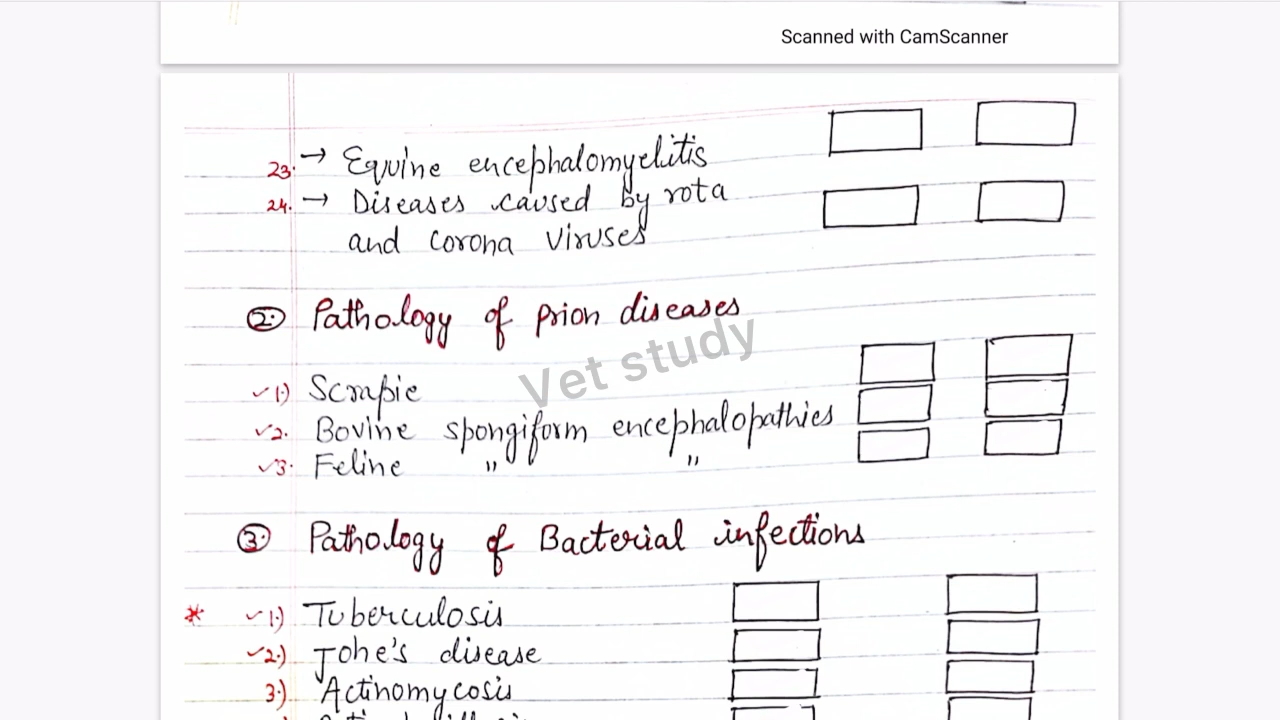 Scanned with CamScanner
23. → Equine encephalomyelitis
24. → Diseases caused by rota
and corona viruses
2. Pathology of prion diseases
Vet study
✓ 1.) Scrapie
✓2. Bovine spongiform encephalopathies
✓3. Feline " "
3. Pathology of Bacterial infections
* ✓ 1.) Tuberculosis
✓2.) Johe's disease
3.) Actinomycosis